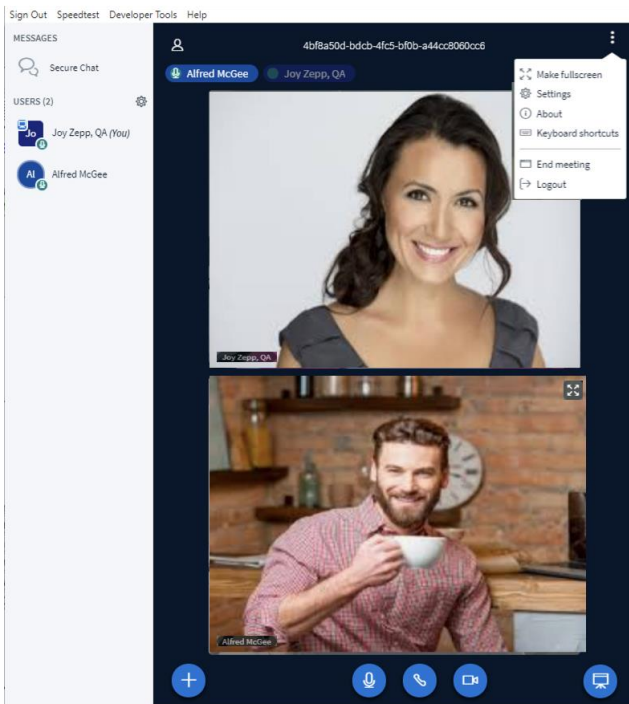 Sign Out Speedtest Developer Tools Help
MESSAGES
Secure Chat
USERS (2)
Jo
Joy Zepp, QA (You)
Al
Alfred McGee
4bf8a50d-bdcb-4fc5-bf0b-a44cc8060cc6
Alfred McGee
Joy Zepp, QA
Make fullscreen
Settings
About
Keyboard shortcuts
End meeting
Logout
Joy Zepp, QA
Alfred McGee